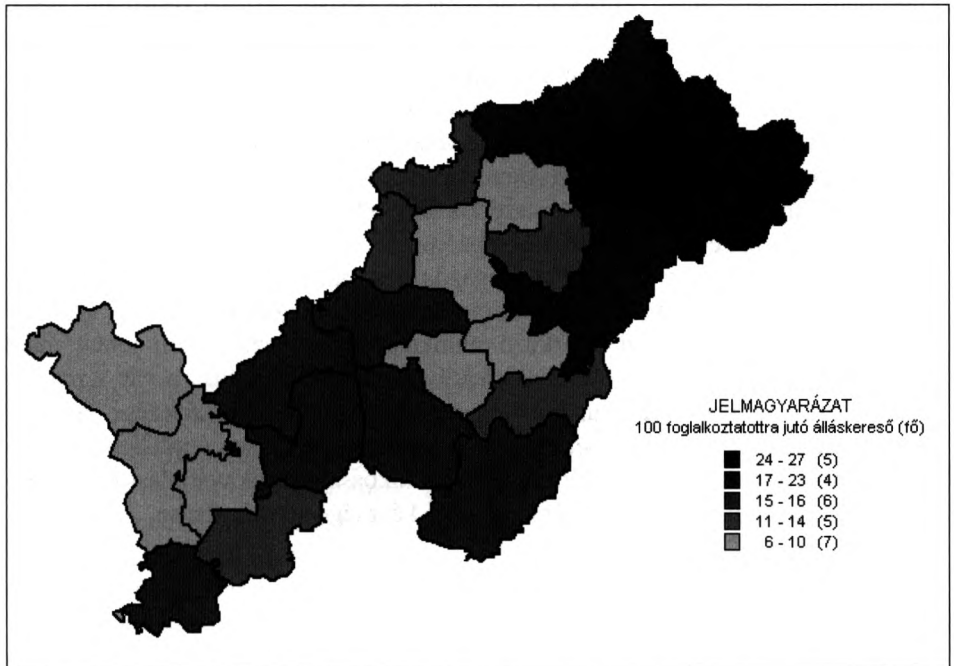 JELMAGYARÁZAT
100 foglalkoztatottra jutó álláskereső (fő)
24 - 27 (5)
17 - 23 (4)
15 - 16 (6)
11 - 14 (5)
6 - 10 (7)